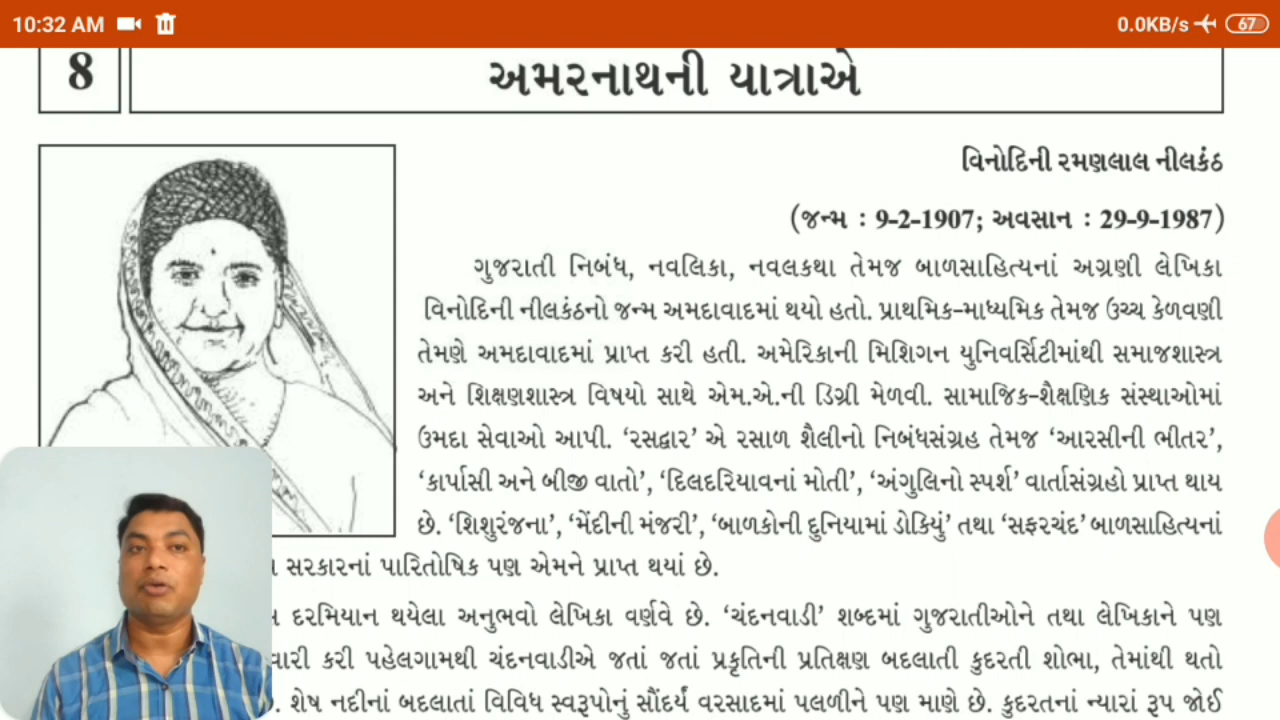 10:32 AM
0.0KB/s
67
8
અમરનાથની યાત્રાએ
વિનોદિની રમણલાલ નીલકંઠ
(જન્મ : 9-2-1907; અવસાન : 29-9-1987)
ગુજરાતી નિબંધ, નવલિકા, નવલકથા તેમજ બાળસાહિત્યનાં અગ્રણી લેખિકા
વિનોદિની નીલકંઠનો જન્મ અમદાવાદમાં થયો હતો. પ્રાથમિક-માધ્યમિક તેમજ ઉચ્ચ કેળવણી
તેમણે અમદાવાદમાં પ્રાપ્ત કરી હતી. અમેરિકાની મિશિગન યુનિવર્સિટીમાંથી સમાજશાસ્ત્ર
અને શિક્ષણશાસ્ત્ર વિષયો સાથે એમ.એ.ની ડિગ્રી મેળવી. સામાજિક-શૈક્ષણિક સંસ્થાઓમાં
ઉમદા સેવાઓ આપી. ‘રસદ્વાર’ એ રસાળ શૈલીનો નિબંધસંગ્રહ તેમજ ‘આરસીની ભીતર’,
‘કાર્પાસી અને બીજી વાતો’, ‘દિલદરિયાવનાં મોતી’, ‘અંગુલિનો સ્પર્શ’ વાર્તાસંગ્રહો પ્રાપ્ત થાય
છે. ‘શિશુરંજના’, ‘મેંદીની મંજરી’, ‘બાળકોની દુનિયામાં ડોકિયું’ તથા ‘સફરચંદ’ બાળસાહિત્યનાં
સરકારનાં પારિતોષિક પણ એમને પ્રાપ્ત થયાં છે.
દરમિયાન થયેલા અનુભવો લેખિકા વર્ણવે છે. ‘ચંદનવાડી’ શબ્દમાં ગુજરાતીઓને તથા લેખિકાને પણ
વારી કરી પહેલગામથી ચંદનવાડીએ જતાં જતાં પ્રકૃતિની પ્રતિક્ષણ બદલાતી કુદરતી શોભા, તેમાંથી થતો
. શેષ નદીનાં બદલાતાં વિવિધ સ્વરૂપોનું સૌંદર્ય વરસાદમાં પલળીને પણ માણે છે. કુદરતનાં ન્યારાં રૂપ જોઈ